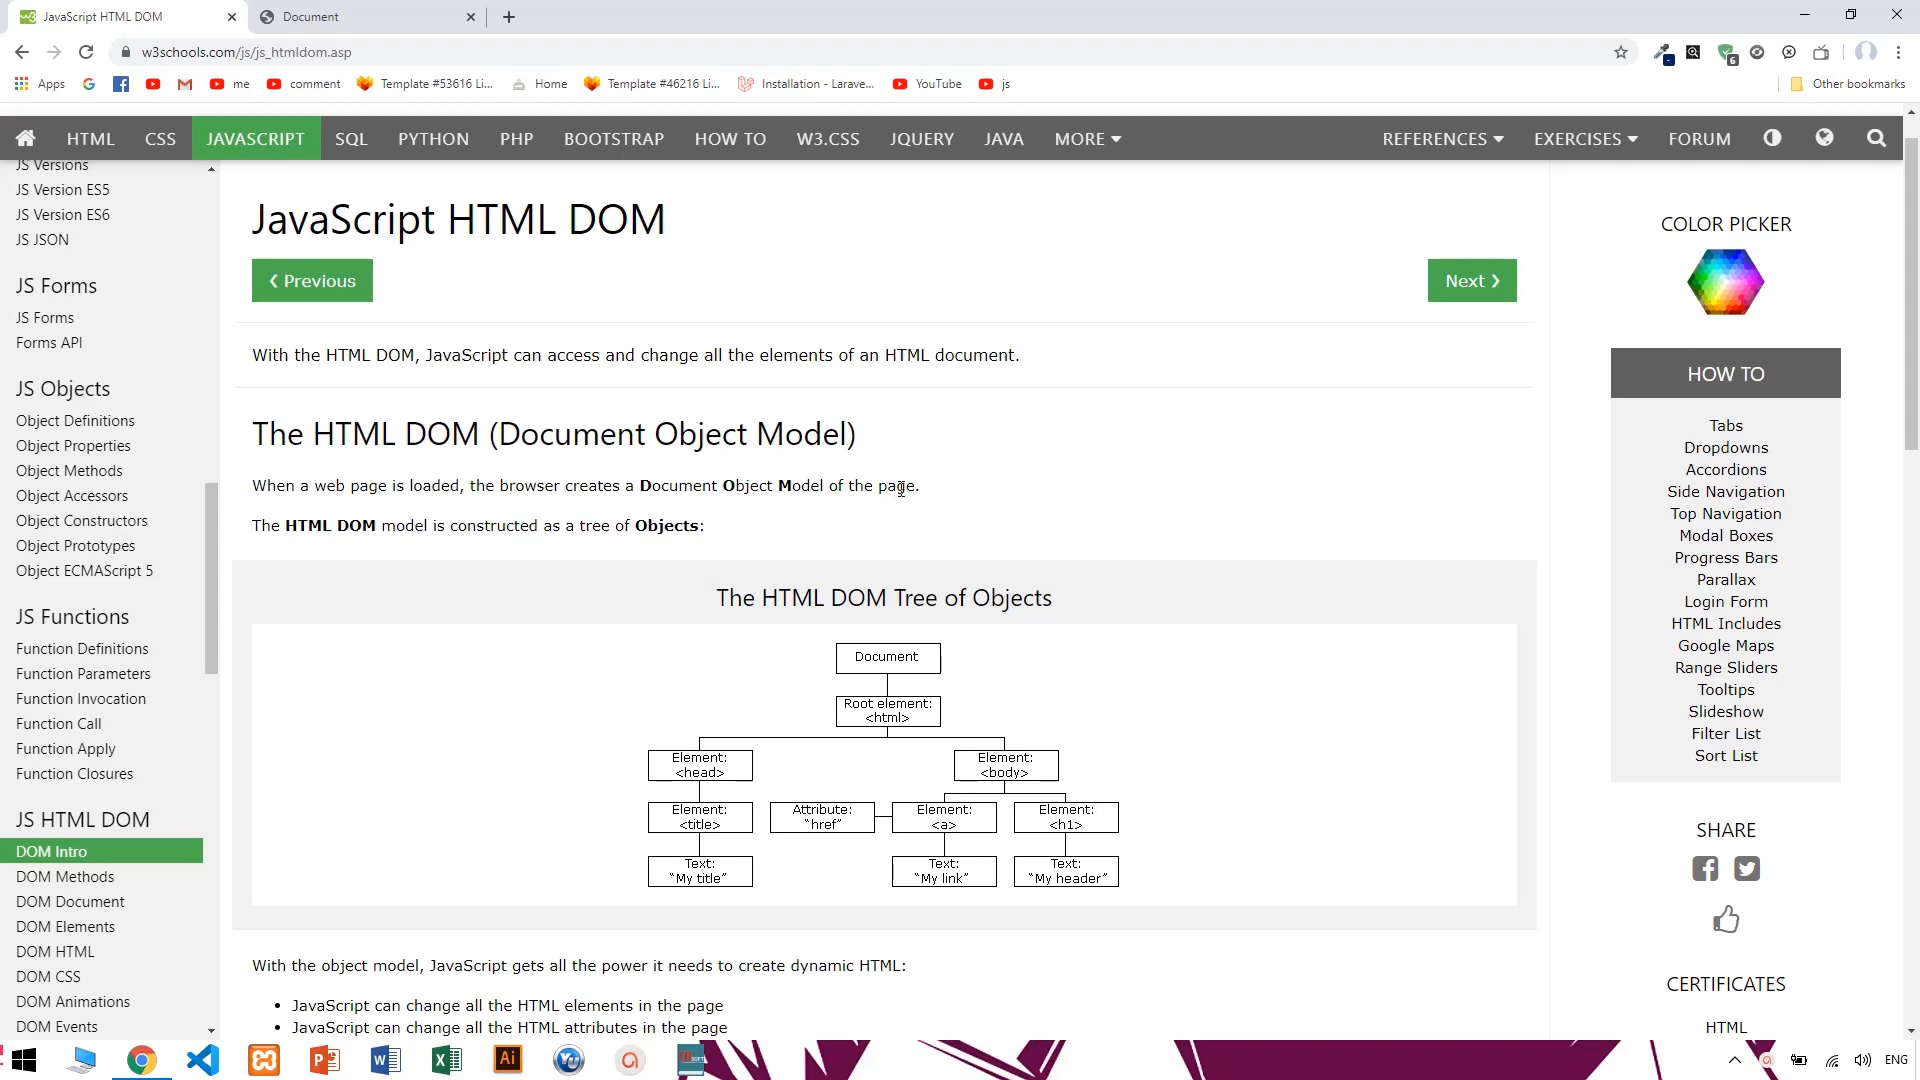 JavaScript HTML DOM
Document
w3schools.com/js/js_htmldom.asp
6
Apps
me
comment
Template #53616 Li...
Home
Template #46216 Li...
Installation - Larave...
YouTube
js
Other bookmarks
HTML
CSS
JAVASCRIPT
SQL
PYTHON
PHP
BOOTSTRAP
HOW TO
W3.CSS
JQUERY
JAVA
MORE
REFERENCES
EXERCISES
FORUM
JS Versions
JS Version ES5
JS Version ES6
JS JSON
JS Forms
JS Forms
Forms API
JS Objects
Object Definitions
Object Properties
Object Methods
Object Accessors
Object Constructors
Object Prototypes
Object ECMAScript 5
JS Functions
Function Definitions
Function Parameters
Function Invocation
Function Call
Function Apply
Function Closures
JS HTML DOM
DOM Intro
DOM Methods
DOM Document
DOM Elements
DOM HTML
DOM CSS
DOM Animations
DOM Events
JavaScript HTML DOM
❮ Previous
Next ❯
With the HTML DOM, JavaScript can access and change all the elements of an HTML document.
The HTML DOM (Document Object Model)
When a web page is loaded, the browser creates a Document Object Model of the page.
The HTML DOM model is constructed as a tree of Objects:
The HTML DOM Tree of Objects
Document
Root element:
<html>
Element:
<head>
Element:
<body>
Element:
<title>
Attribute:
"href"
Element:
<a>
Element:
<h1>
Text:
"My title"
Text:
"My link"
Text:
"My header"
With the object model, JavaScript gets all the power it needs to create dynamic HTML:
JavaScript can change all the HTML elements in the page
JavaScript can change all the HTML attributes in the page
COLOR PICKER
HOW TO
Tabs
Dropdowns
Accordions
Side Navigation
Top Navigation
Modal Boxes
Progress Bars
Parallax
Login Form
HTML Includes
Google Maps
Range Sliders
Tooltips
Slideshow
Filter List
Sort List
SHARE
CERTIFICATES
HTML
ENG